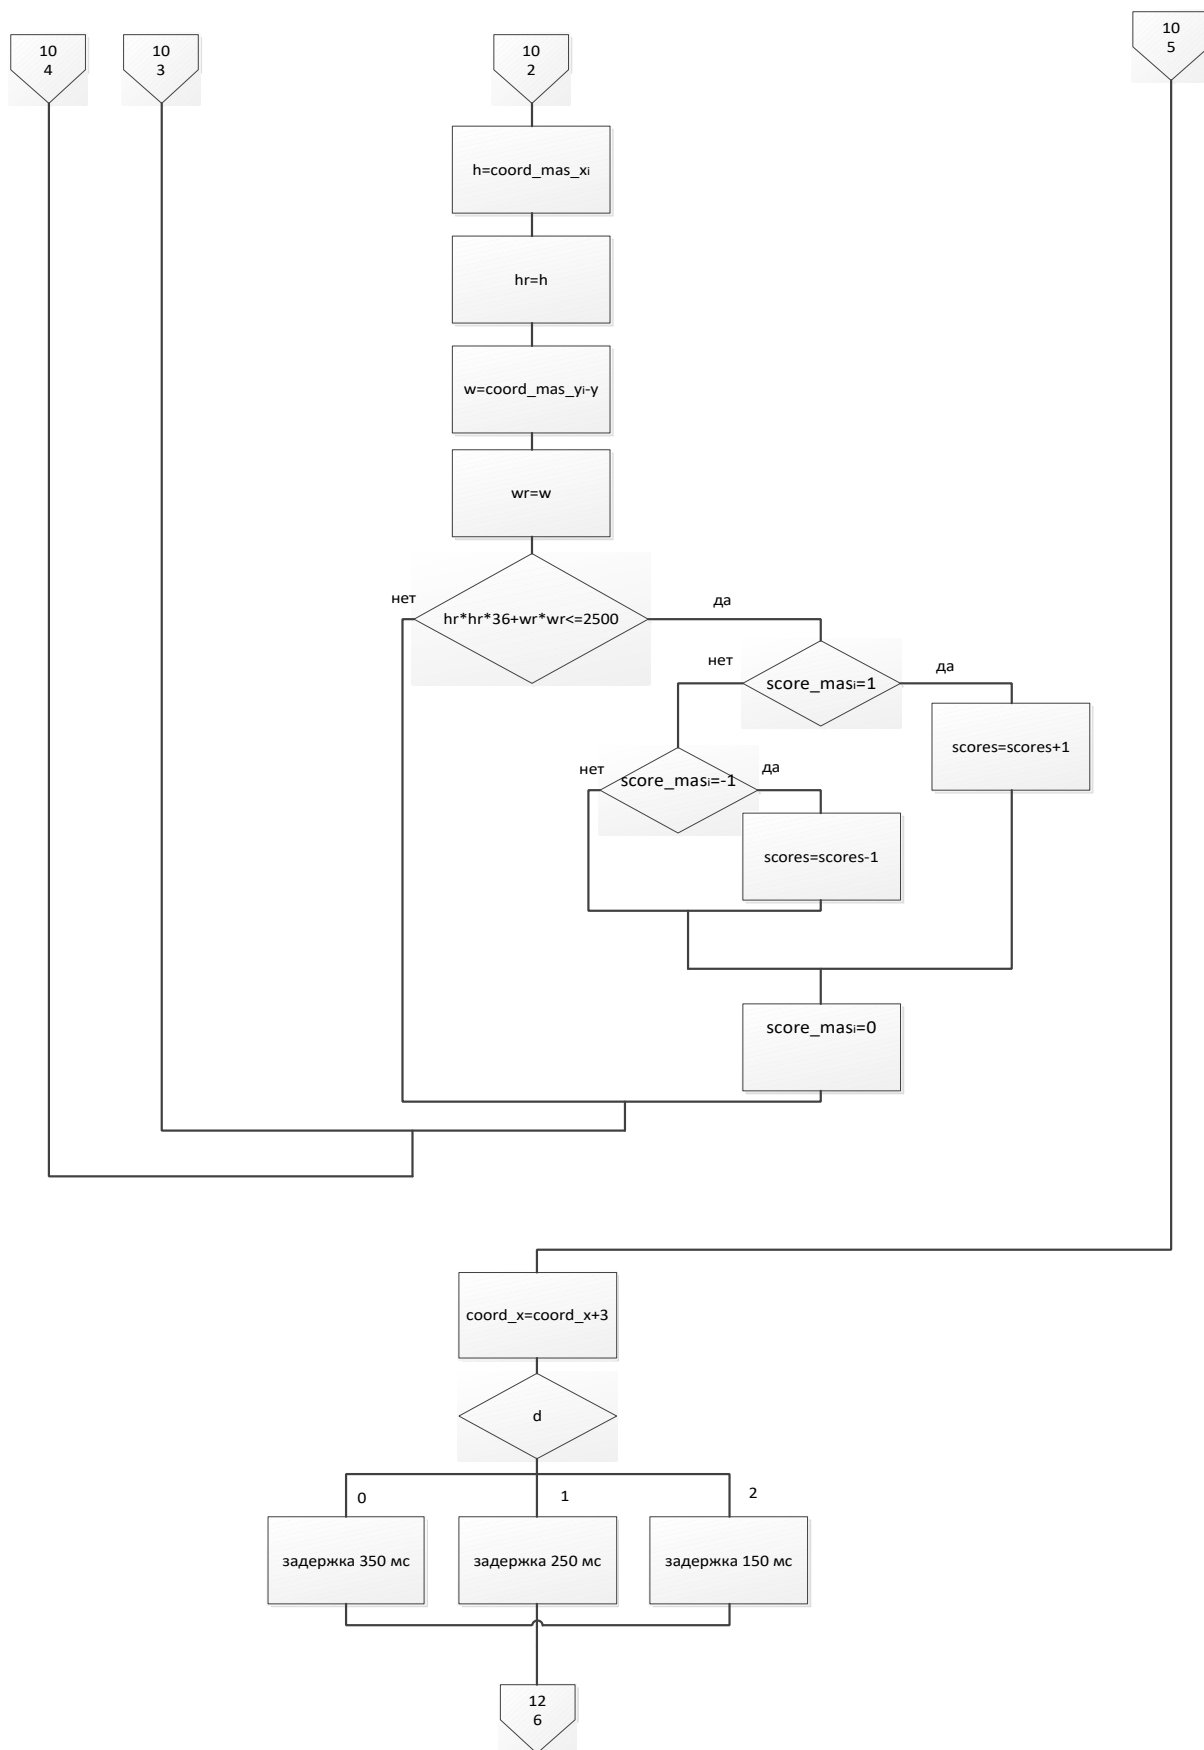 10
4
10
3
10
2
10
5
h=coord_mas_xi
hr=h
w=coord_mas_yi-y
wr=w
нет
hr*hr*36+wr*wr<=2500
да
нет
score_masi=1
да
scores=scores+1
нет
score_masi=-1
да
scores=scores-1
score_masi=0
coord_x=coord_x+3
d
0
1
2
задержка 350 мс
задержка 250 мс
задержка 150 мс
12
6